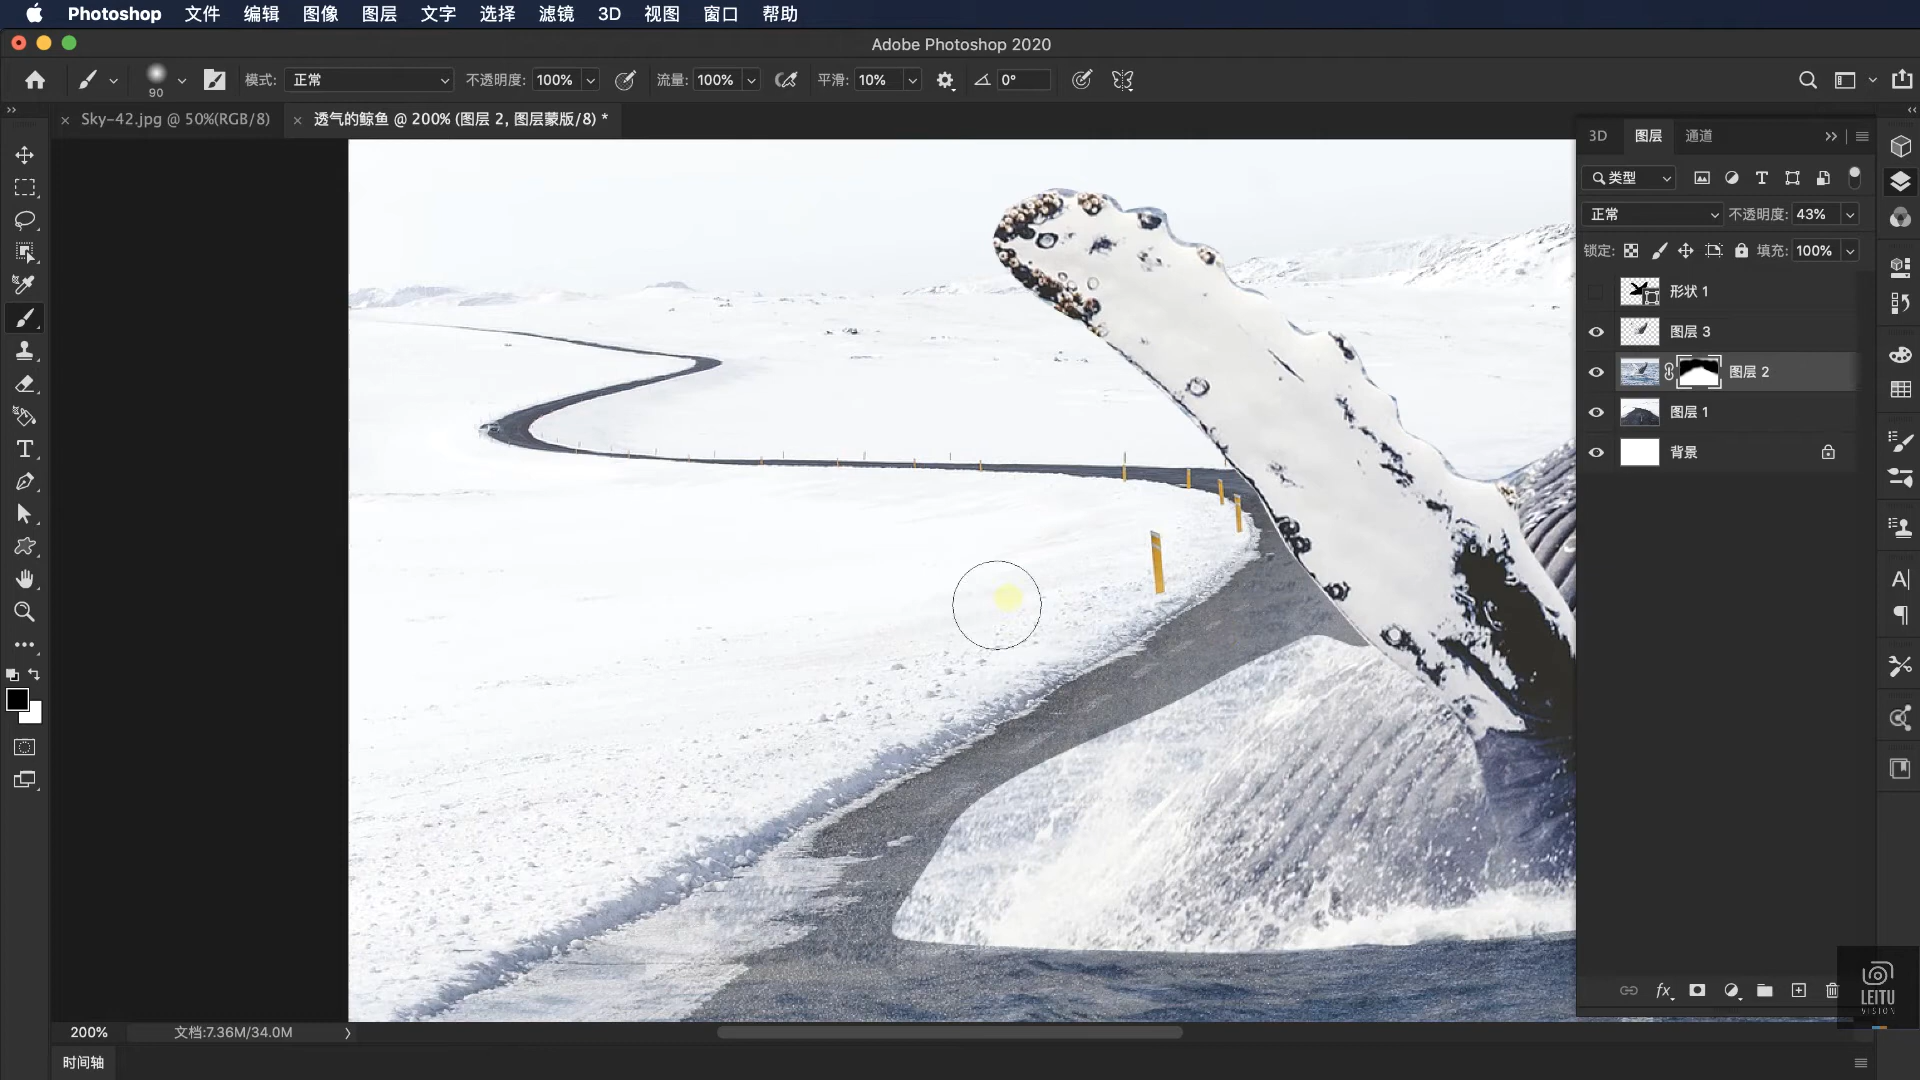 Photoshop 文件 编辑 图像 图层 文字 选择 滤镜 3D 视图 窗口 帮助
Adobe Photoshop 2020
90 模式: 正常 不透明度: 100% 流量: 100% 平滑: 10% 0°
Sky-42.jpg @ 50%(RGB/8) 透气的鲸鱼 @ 200% (图层 2, 图层蒙版/8) *
3D 图层 通道
类型
正常 不透明度: 43%
锁定: 填充: 100%
形状 1
图层 3
图层 2
图层 1
背景
fx
LEITU
VISION
200% 文档:7.36M/34.0M
时间轴